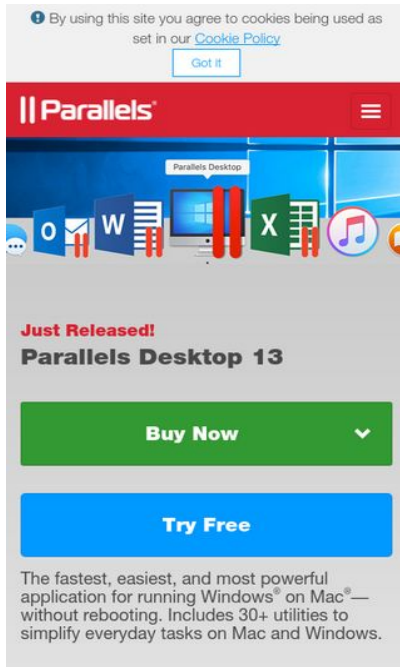 By using this site you agree to cookies being used as
set in our Cookie Policy
Got it
Parallels®
Parallels Desktop
O
W
X
Just Released!
Parallels Desktop 13
Buy Now
Try Free
The fastest, easiest, and most powerful
application for running Windows® on Mac®—
without rebooting. Includes 30+ utilities to
simplify everyday tasks on Mac and Windows.